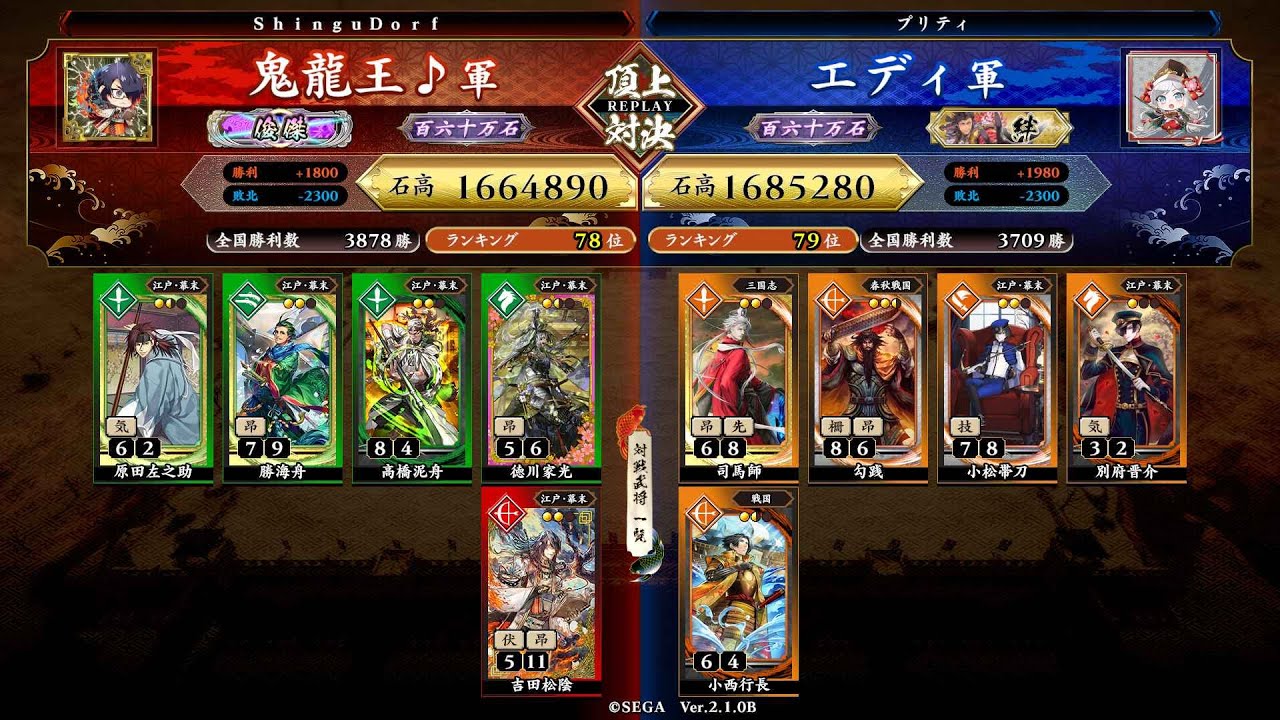 ShinguDorf
プリティ
鬼龍王♪軍
頂上
REPLAY
対決
エディ軍
俊傑
百六十万石
百六十万石
絆
勝利 +1800
敗北 -2300
石高 1664890
石高 1685280
勝利 +1980
敗北 -2300
全国勝利数 3878勝
ランキング 78位
ランキング 79位
全国勝利数 3709勝
江戸・幕末
気
6 2
原田左之助
江戸・幕末
昂
7 9
勝海舟
江戸・幕末
8 4
高橋泥舟
江戸・幕末
昂
5 6
徳川家光
三国志
昂 先
6 8
司馬師
春秋戦国
柵 昂
8 6
勾践
江戸・幕末
技
7 8
小松帯刀
江戸・幕末
気
3 2
別府晋介
対戦武将一覧
江戸・幕末
伏 昂
5 11
吉田松陰
戦国
6 4
小西行長
©SEGA Ver.2.1.0B